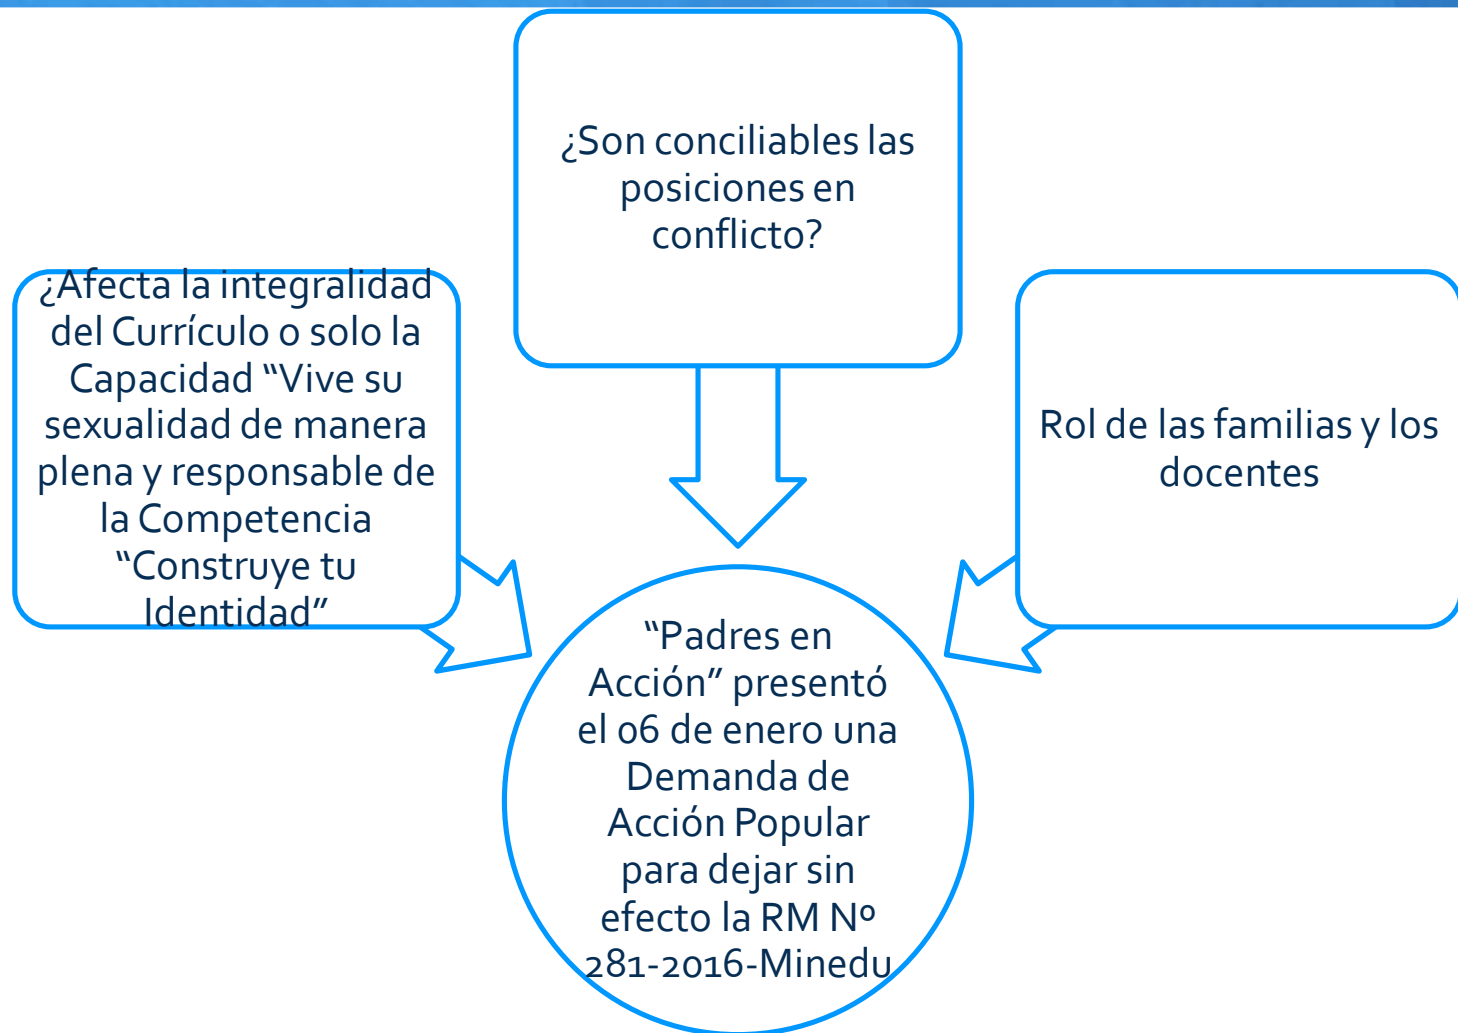 ¿Son conciliables las
posiciones en
conflicto?
¿Afecta la integralidad
del Currículo o solo la
Capacidad “Vive su
sexualidad de manera
plena y responsable de
la Competencia
“Construye tu
Identidad”
Rol de las familias y los
docentes
“Padres en
Acción” presentó
el 06 de enero una
Demanda de
Acción Popular
para dejar sin
efecto la RM Nº
281-2016-Minedu